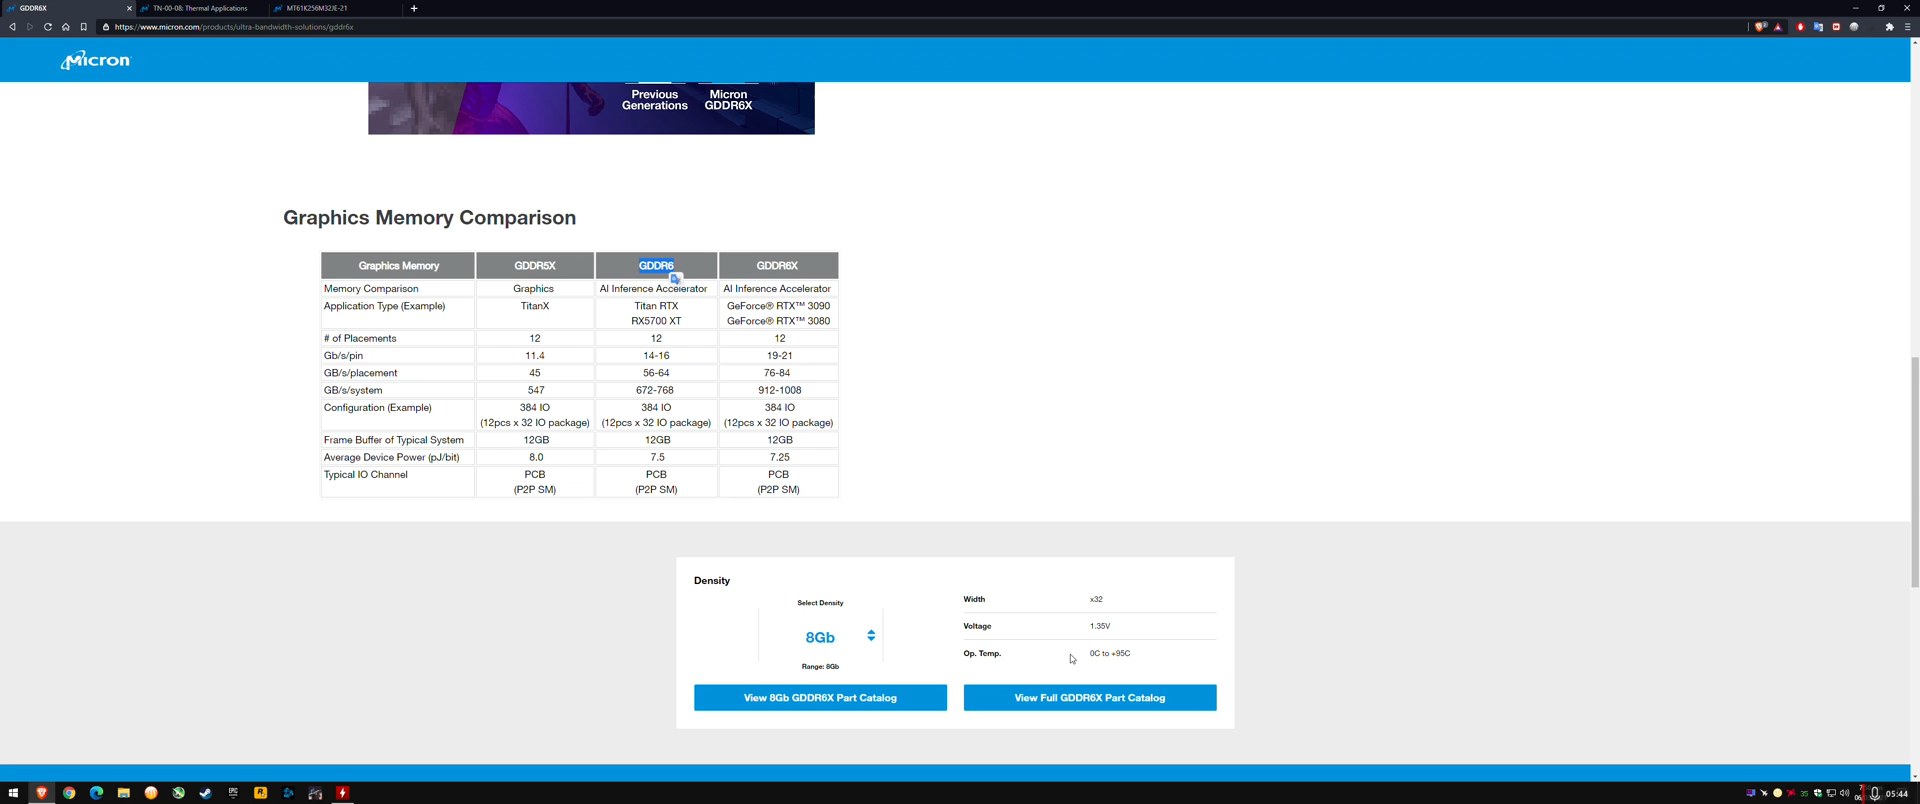 GDDR6X
TN-00-08: Thermal Applications
MT61K256M32JE-21
https://www.micron.com/products/ultra-bandwidth-solutions/gddr6x
Micron
Previous Generations
Micron GDDR6X
Graphics Memory Comparison
Graphics Memory GDDR5X GDDR6 GDDR6X
Memory Comparison Graphics AI Inference Accelerator AI Inference Accelerator
Application Type (Example) TitanX Titan RTX GeForce® RTX™ 3090
RX5700 XT GeForce® RTX™ 3080
# of Placements 12 12 12
Gb/s/pin 11.4 14-16 19-21
GB/s/placement 45 56-64 76-84
GB/s/system 547 672-768 912-1008
Configuration (Example) 384 IO 384 IO 384 IO
(12pcs x 32 IO package) (12pcs x 32 IO package) (12pcs x 32 IO package)
Frame Buffer of Typical System 12GB 12GB 12GB
Average Device Power (pJ/bit) 8.0 7.5 7.25
Typical IO Channel PCB PCB PCB
(P2P SM) (P2P SM) (P2P SM)
Density
Select Density
8Gb
Range: 8Gb
View 8Gb GDDR6X Part Catalog
Width x32
Voltage 1.35V
Op. Temp. 0C to +95C
View Full GDDR6X Part Catalog
EPIC
35
05:44